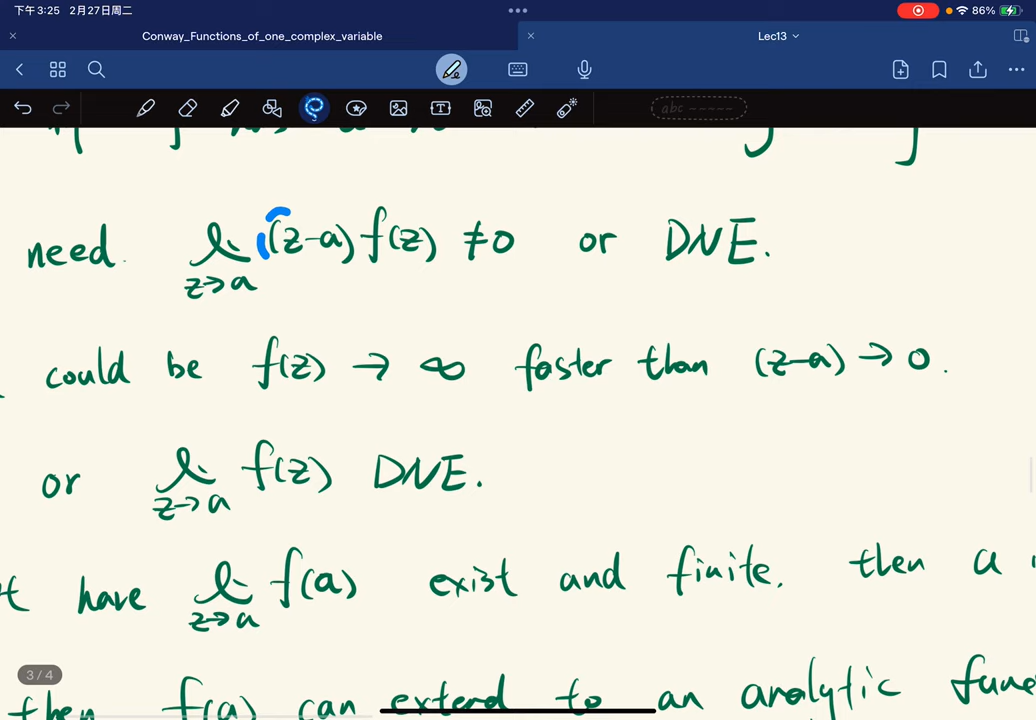 下午3:25 2月27日周二
86%
Conway_Functions_of_one_complex_variable
Lec13
abc
need. lim z→a (z-a) f(z) ≠0 or DNE.
could be f(z) → ∞ faster than (z-a) → 0.
or lim z→a f(z) DNE.
have lim z→a f(a) exist and finite. then a
3 / 4
then f(a) can extend to an analytic